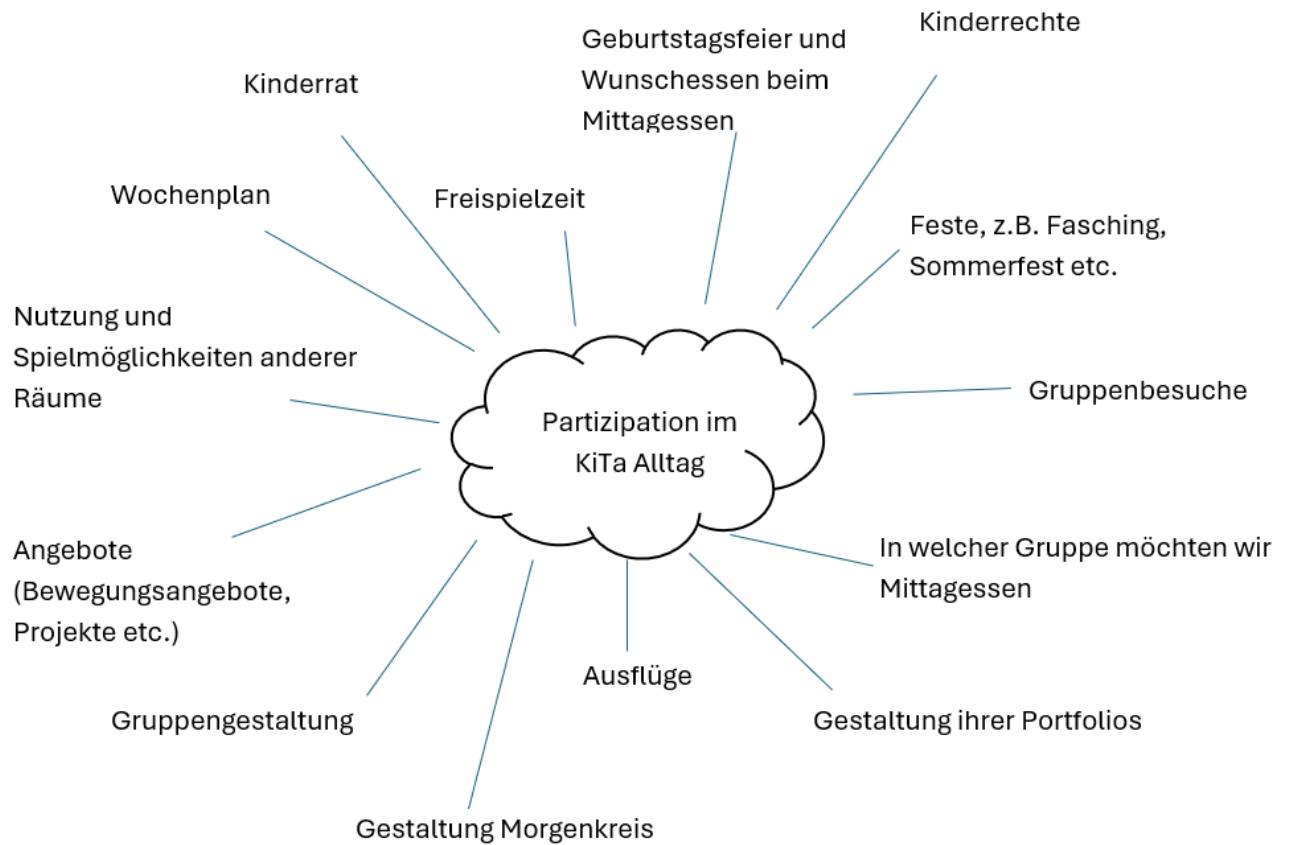 Kinderrechte
Geburtstagsfeier und
Wunschessen beim
Mittagessen
Kinderrat
Wochenplan
Freispielzeit
Feste, z.B. Fasching,
Sommerfest etc.
Nutzung und
Spielmöglichkeiten anderer
Räume
Gruppenbesuche
Partizipation im
KiTa Alltag
Angebote
(Bewegungsangebote,
Projekte etc.)
In welcher Gruppe möchten wir
Mittagessen
Ausflüge
Gruppengestaltung
Gestaltung ihrer Portfolios
Gestaltung Morgenkreis